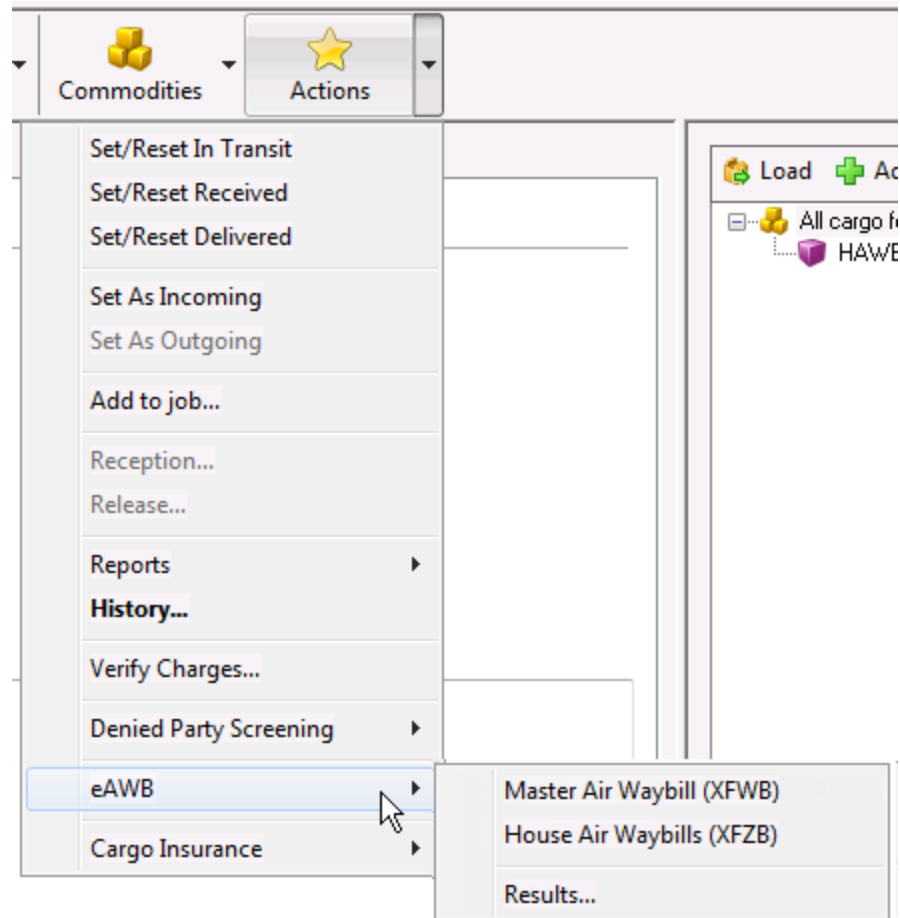 Commodities
Actions
Set/Reset In Transit
Set/Reset Received
Set/Reset Delivered
Set As Incoming
Set As Outgoing
Add to job...
Reception...
Release...
Reports
History...
Verify Charges...
Denied Party Screening
eAWB
Cargo Insurance
Load
All cargo
Master Air Waybill (XFWB)
House Air Waybills (XFZB)
Results...